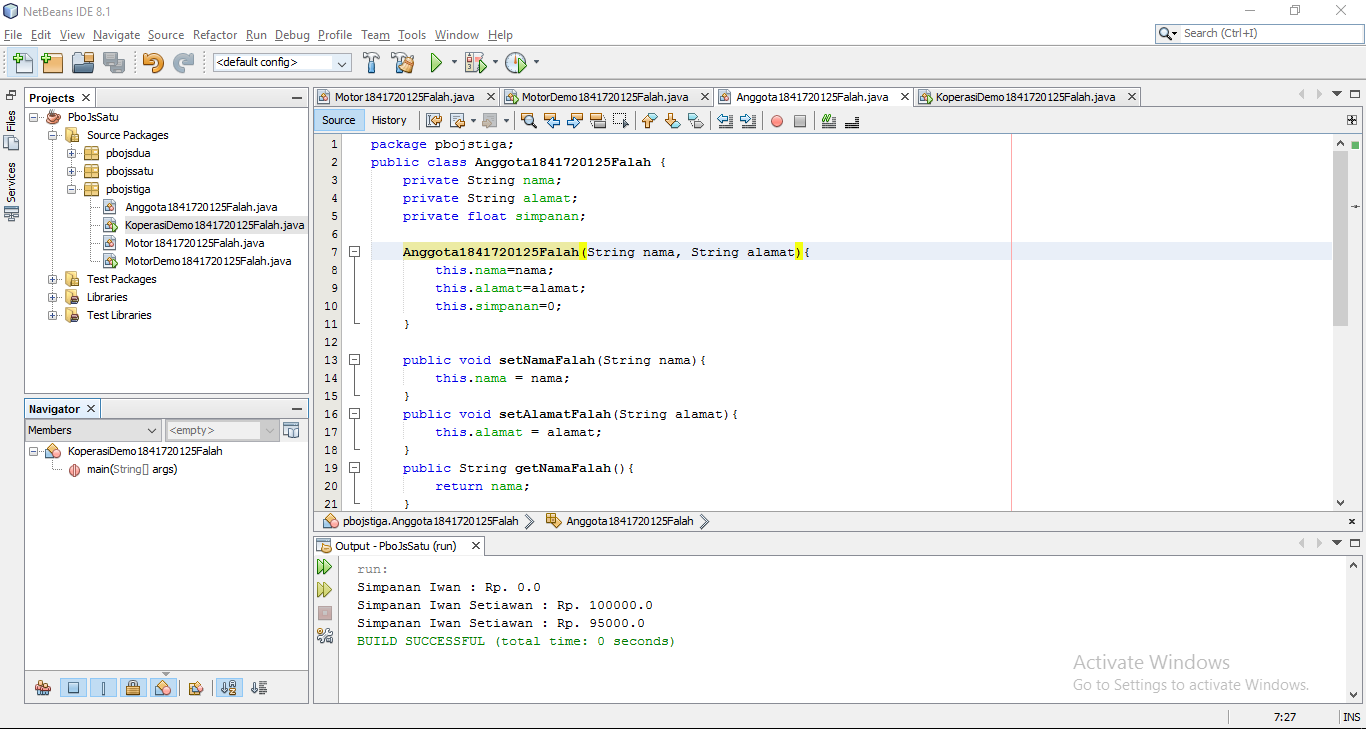 NetBeans IDE 8.1
File Edit View Navigate Source Refactor Run Debug Profile Team Tools Window Help
Search (Ctrl+I)
<default config>
Files
Services
Projects
PboJsSatu
Source Packages
pbojsdua
pbojssatu
pbojstiga
Anggota1841720125Falah.java
KoperasiDemo1841720125Falah.java
Motor1841720125Falah.java
MotorDemo1841720125Falah.java
Test Packages
Libraries
Test Libraries
Navigator
Members <empty>
KoperasiDemo1841720125Falah
main(String[] args)
Motor1841720125Falah.java MotorDemo1841720125Falah.java Anggota1841720125Falah.java KoperasiDemo1841720125Falah.java
Source History
1 package pbojstiga;
2 public class Anggota1841720125Falah {
3 private String nama;
4 private String alamat;
5 private float simpanan;
6
7 Anggota1841720125Falah(String nama, String alamat){
8 this.nama=nama;
9 this.alamat=alamat;
10 this.simpanan=0;
11 }
12
13 public void setNamaFalah(String nama){
14 this.nama = nama;
15 }
16 public void setAlamatFalah(String alamat){
17 this.alamat = alamat;
18 }
19 public String getNamaFalah(){
20 return nama;
21 }
pbojstiga.Anggota1841720125Falah Anggota1841720125Falah
Output - PboJsSatu (run)
run:
Simpanan Iwan : Rp. 0.0
Simpanan Iwan Setiawan : Rp. 100000.0
Simpanan Iwan Setiawan : Rp. 95000.0
BUILD SUCCESSFUL (total time: 0 seconds)
Activate Windows
Go to Settings to activate Windows.
7:27 INS